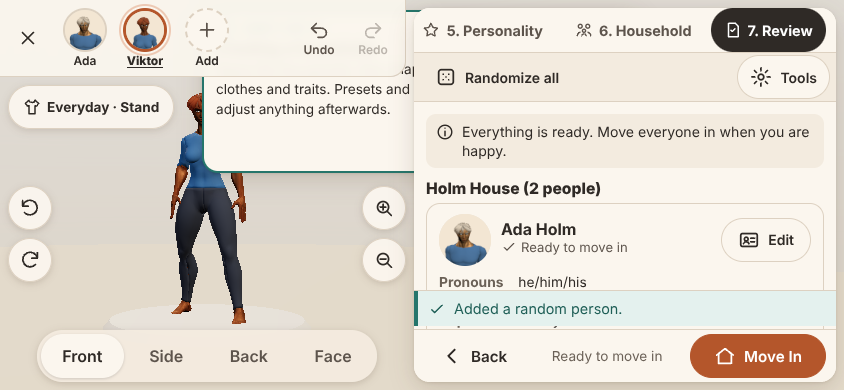 Ada
Viktor
Add
Undo
Redo
clothes and traits. Presets and
adjust anything afterwards.
Everyday · Stand
Front
Side
Back
Face
5. Personality
6. Household
7. Review
Randomize all
Tools
Everything is ready. Move everyone in when you are
happy.
Holm House (2 people)
Ada Holm
Ready to move in
Edit
Pronouns he/him/his
Added a random person.
Back
Ready to move in
Move In